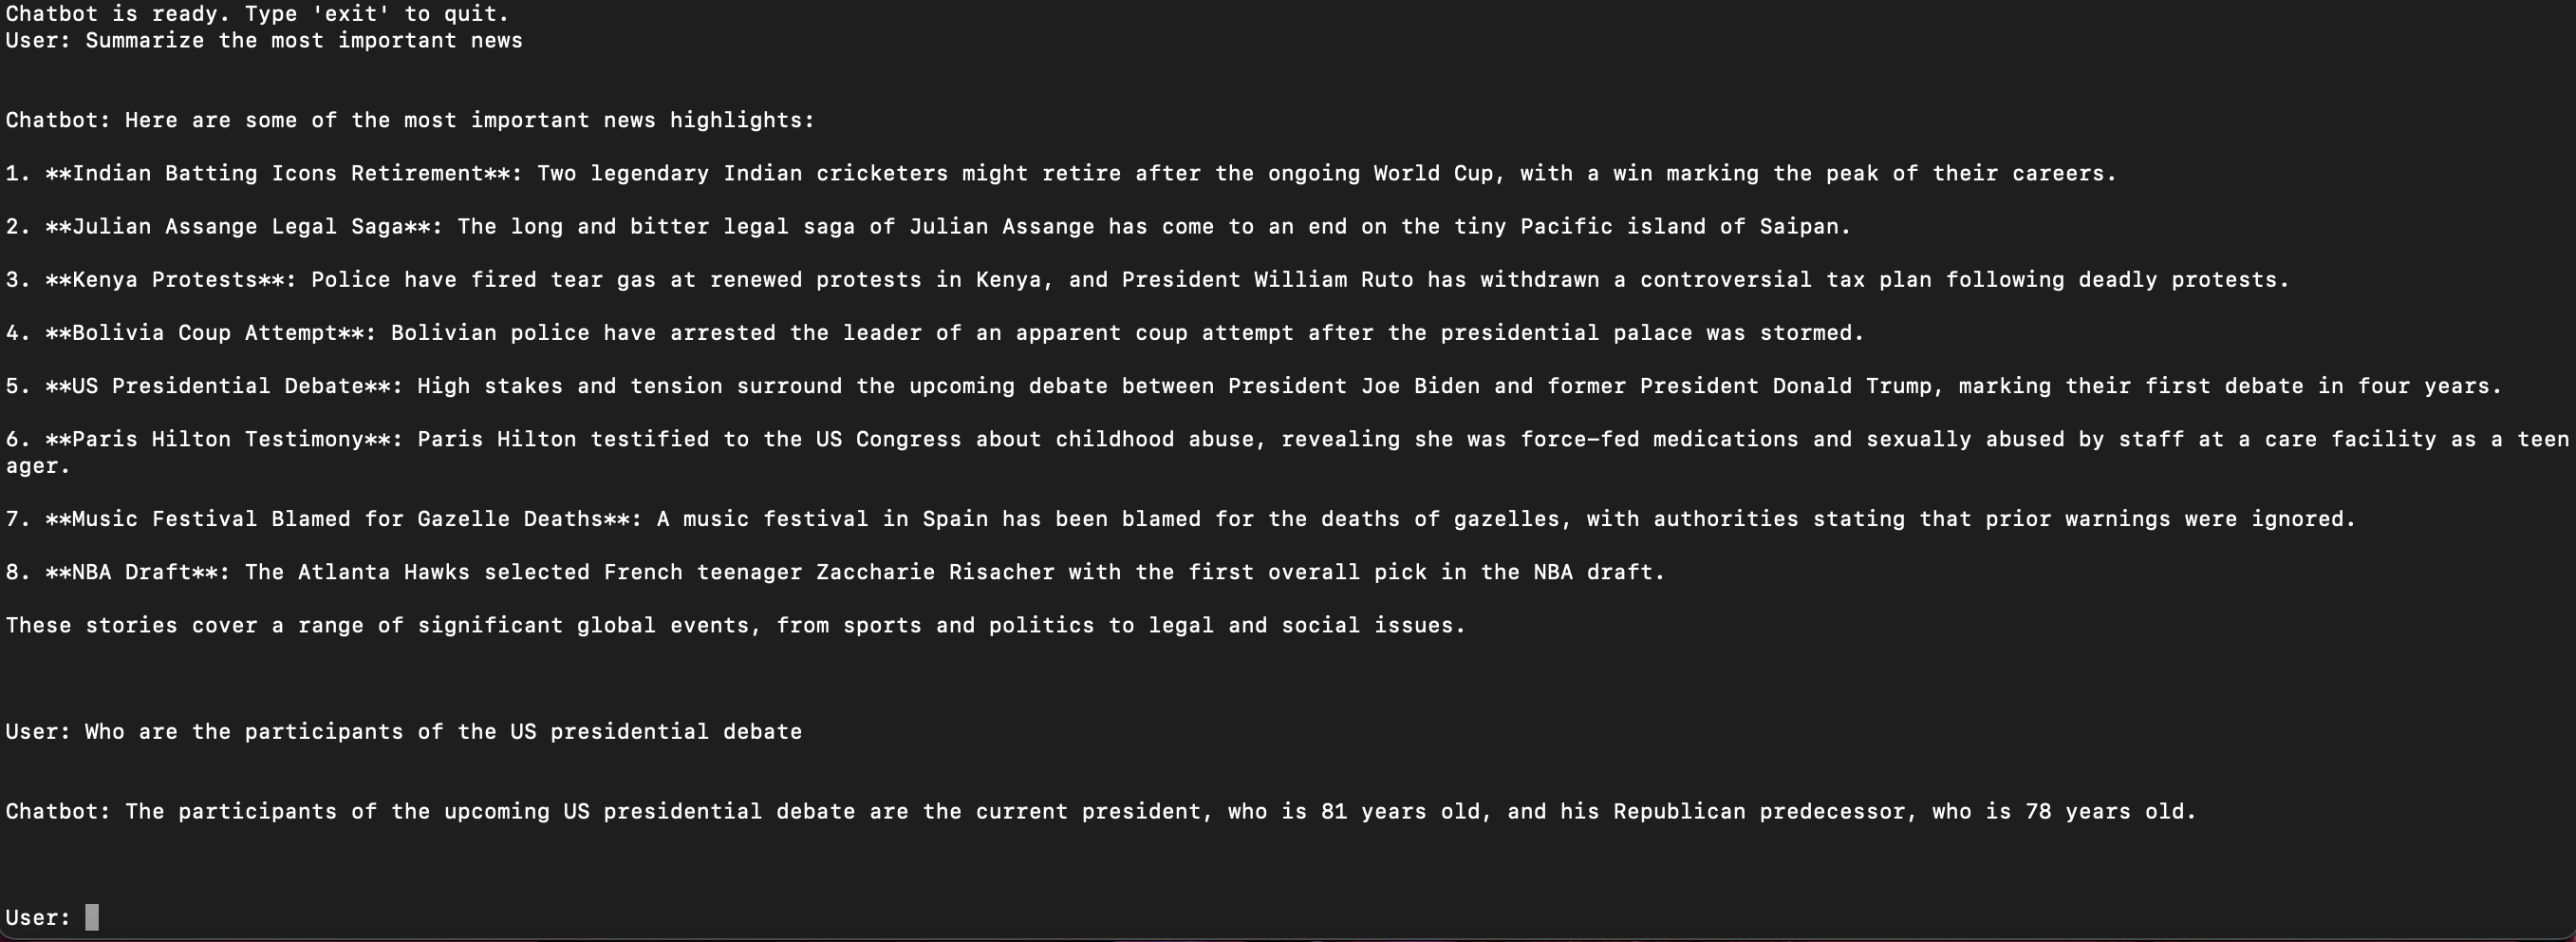 Chatbot is ready. Type 'exit' to quit.
User: Summarize the most important news
Chatbot: Here are some of the most important news highlights:
1. **Indian Batting Icons Retirement**: Two legendary Indian cricketers might retire after the ongoing World Cup, with a win marking the peak of their careers.
2. **Julian Assange Legal Saga**: The long and bitter legal saga of Julian Assange has come to an end on the tiny Pacific island of Saipan.
3. **Kenya Protests**: Police have fired tear gas at renewed protests in Kenya, and President William Ruto has withdrawn a controversial tax plan following deadly protests.
4. **Bolivia Coup Attempt**: Bolivian police have arrested the leader of an apparent coup attempt after the presidential palace was stormed.
5. **US Presidential Debate**: High stakes and tension surround the upcoming debate between President Joe Biden and former President Donald Trump, marking their first debate in four years.
6. **Paris Hilton Testimony**: Paris Hilton testified to the US Congress about childhood abuse, revealing she was force-fed medications and sexually abused by staff at a care facility as a teen
ager.
7. **Music Festival Blamed for Gazelle Deaths**: A music festival in Spain has been blamed for the deaths of gazelles, with authorities stating that prior warnings were ignored.
8. **NBA Draft**: The Atlanta Hawks selected French teenager Zaccharie Risacher with the first overall pick in the NBA draft.
These stories cover a range of significant global events, from sports and politics to legal and social issues.
User: Who are the participants of the US presidential debate
Chatbot: The participants of the upcoming US presidential debate are the current president, who is 81 years old, and his Republican predecessor, who is 78 years old.
User: